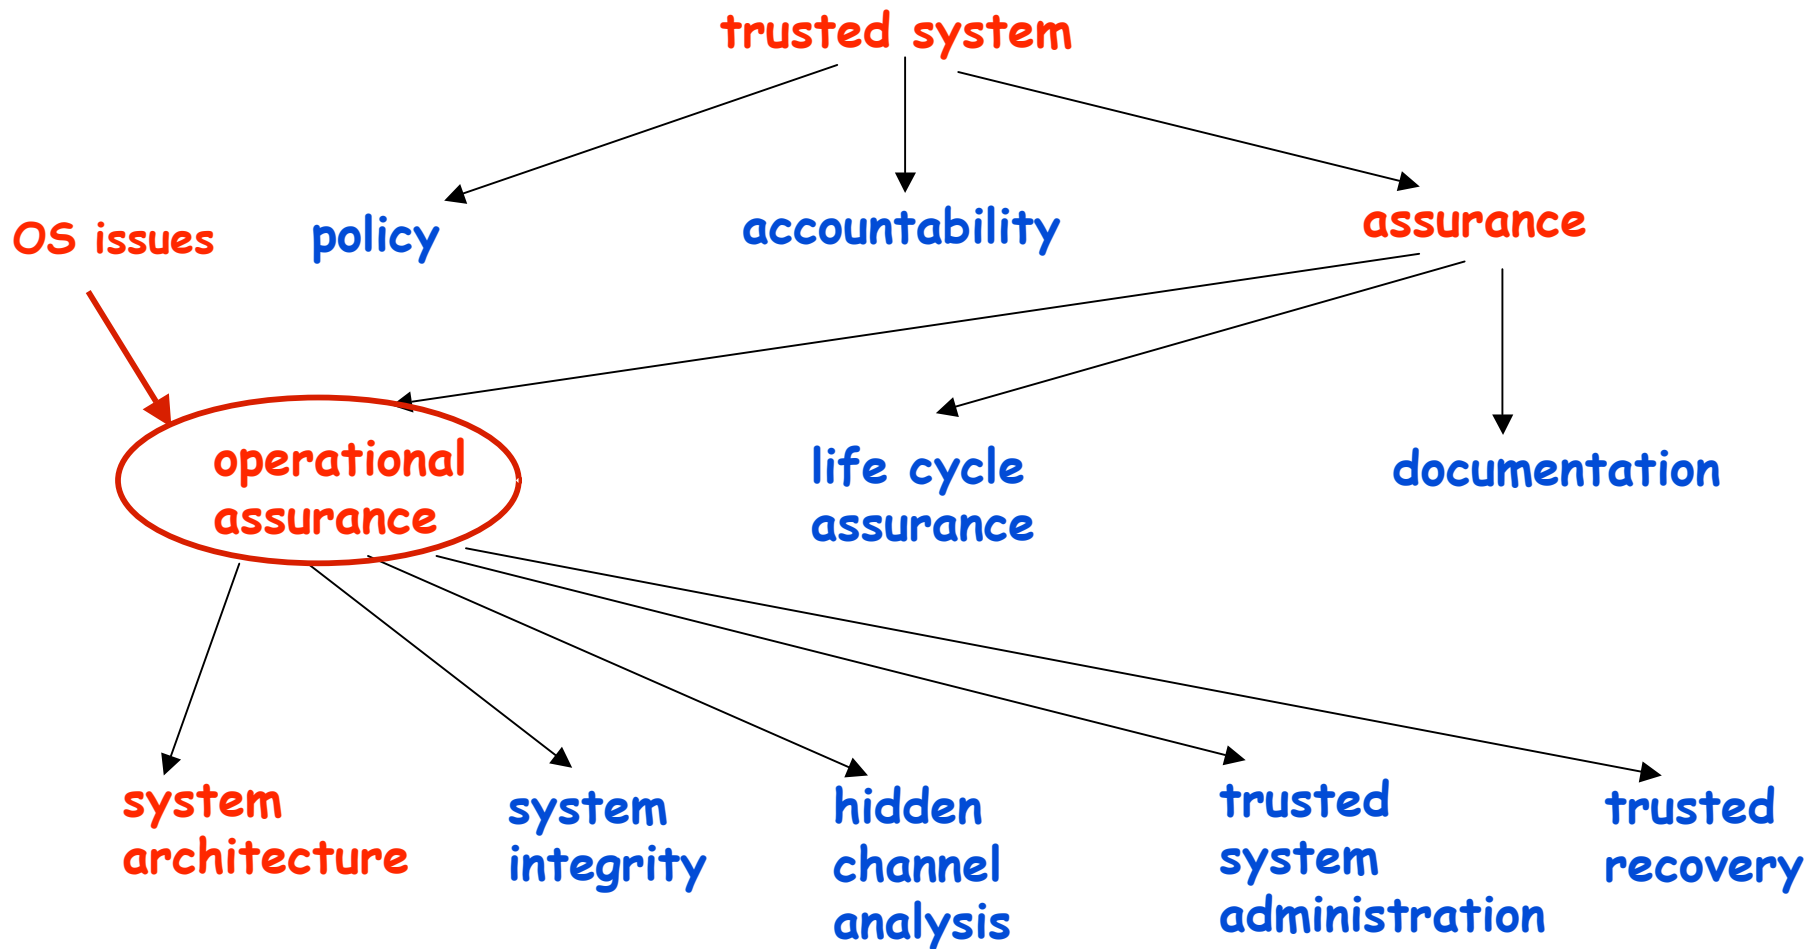 trusted system
OS issues
policy
accountability
assurance
operational
assurance
life cycle
assurance
documentation
system
architecture
system
integrity
hidden
channel
analysis
trusted
system
administration
trusted
recovery